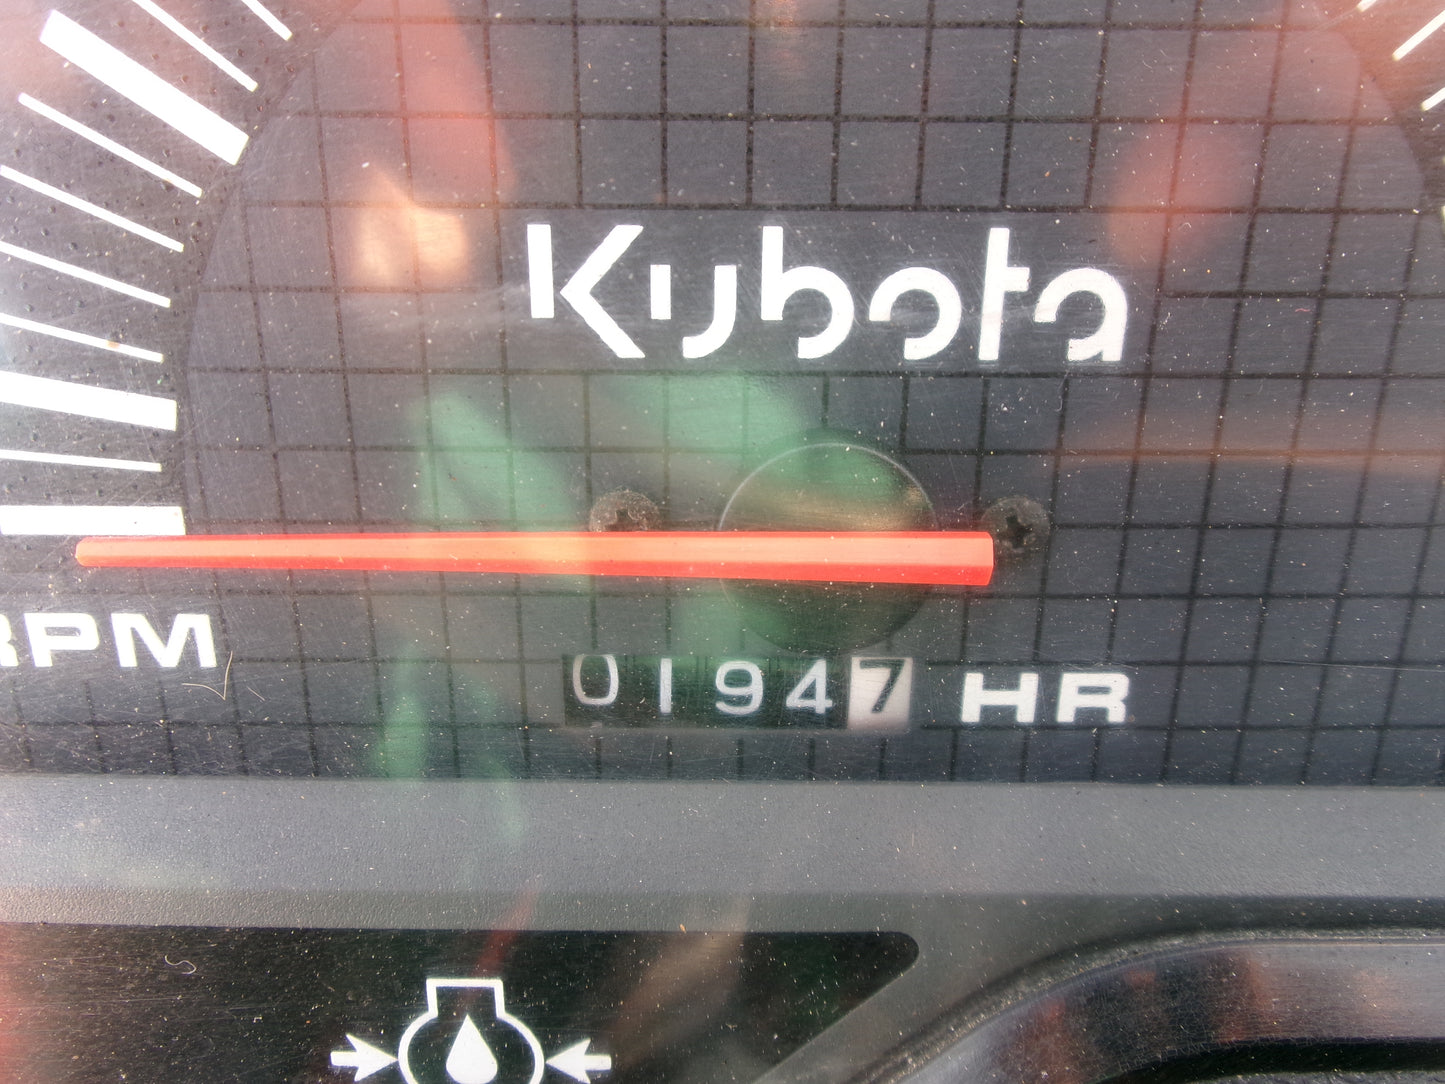 Kubota
RPM
01947 HR